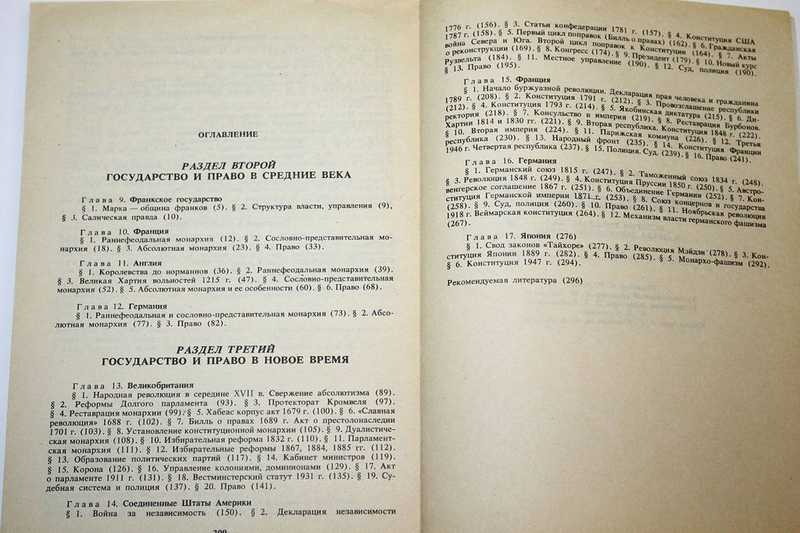 ОГЛАВЛЕНИЕ
РАЗДЕЛ ВТОРОЙ
ГОСУДАРСТВО И ПРАВО В СРЕДНИЕ ВЕКА
Глава 9. Франкское государство
§ 1. Марка — община франков (5). § 2. Структура власти, управления (9),
§ 3. Салическая правда (10).
Глава 10. Франция
§ 1. Раннефеодальная монархия (12). § 2. Сословно-представительная мо-
нархия (18). § 3. Абсолютная монархия (23). § 4. Право (33).
Глава 11. Англия
§ 1. Королевства до норманнов (36). § 2. Раннефеодальная монархия (39).
§ 3. Великая Хартия вольностей 1215 г. (47). § 4. Сословно-представительная
монархия (52). § 5. Абсолютная монархия и ее особенности (60). § 6. Право (68).
Глава 12. Германия
§ 1. Раннефеодальная и сословно-представительная монархия (73). § 2. Абсо-
лютная монархия (77). § 3. Право (82).
РАЗДЕЛ ТРЕТИЙ
ГОСУДАРСТВО И ПРАВО В НОВОЕ ВРЕМЯ
Глава 13. Великобритания
§ 1. Народная революция в середине XVII в. Свержение абсолютизма (89).
§ 2. Реформы Долгого парламента (93). § 3. Протекторат Кромвеля (97).
§ 4. Реставрация монархии (99). § 5. Хабеас корпус акт 1679 г. (100). § 6. «Славная
революция» 1688 г. (102). § 7. Билль о правах 1689 г. Акт о престолонаследии
1701 г. (103). § 8. Установление конституционной монархии (105). § 9. Дуалистиче-
ская монархия (108). § 10. Избирательная реформа 1832 г. (110). § 11. Парламент-
ская монархия (111). § 12. Избирательные реформы 1867, 1884, 1885 гг. (112).
§ 13. Образование политических партий (117). § 14. Кабинет министров (119).
§ 15. Корона (126). § 16. Управление колониями, доминионами (129). § 17. Акт
о парламенте 1911 г. (131). § 18. Вестминстерский статут 1931 г. (135). § 19. Су-
дебная система и полиция (137). § 20. Право (141).
Глава 14. Соединенные Штаты Америки
§ 1. Война за независимость (150). § 2. Декларация независимости
1776 г. (156). § 3. Статьи конфедерации 1781 г. (157). § 4. Конституция США
1787 г. (158). § 5. Первый цикл поправок (Билль о правах) (162). § 6. Гражданская
война Севера и Юга. Второй цикл поправок к Конституции (164). § 7. Акты
о реконструкции (169). § 8. Конгресс (174). § 9. Президент (179). § 10. Новый курс
Рузвельта (184). § 11. Местное управление (190). § 12. Суд, полиция (190).
§ 13. Право (195).
Глава 15. Франция
§ 1. Начало буржуазной революции. Декларация прав человека и гражданина
1789 г. (208). § 2. Конституция 1791 г. (212). § 3. Провозглашение республики
(212). § 4. Конституция 1793 г. (214). § 5. Якобинская диктатура (215). § 6. Ди-
ректория (218). § 7. Консульство и империя (219). § 8. Реставрация Бурбонов.
Хартии 1814 и 1830 гг. (221). § 9. Вторая республика. Конституция 1848 г. (222).
§ 10. Вторая империя (224). § 11. Парижская коммуна (226). § 12. Третья
республика (230). § 13. Народный фронт (235). § 14. Конституция Франции
1946 г. Четвертая республика (237). § 15. Полиция. Суд. (239). § 16. Право (241).
Глава 16. Германия
§ 1. Германский союз 1815 г. (247). § 2. Таможенный союз 1834 г. (248).
§ 3. Революция 1848 г. (249). § 4. Конституция Пруссии 1850 г. (250). § 5. Австро-
венгерское соглашение 1867 г. (251). § 6. Объединение Германии (252). § 7. Кон-
ституция Германской империи 1871 г. (253). § 8. Союз концернов и государства
(258). § 9. Суд, полиция (260). § 10. Право (261). § 11. Ноябрьская революция
1918 г. Веймарская конституция (264). § 12. Механизм власти германского фашизма
(267).
Глава 17. Япония (276)
§ 1. Свод законов «Тайхоре» (277). § 2. Революция Мэйдзи (278). § 3. Кон-
ституция Японии 1889 г. (282). § 4. Право (285). § 5. Монархо-фашизм (292).
§ 6. Конституция 1947 г. (294).
Рекомендуемая литература (296)